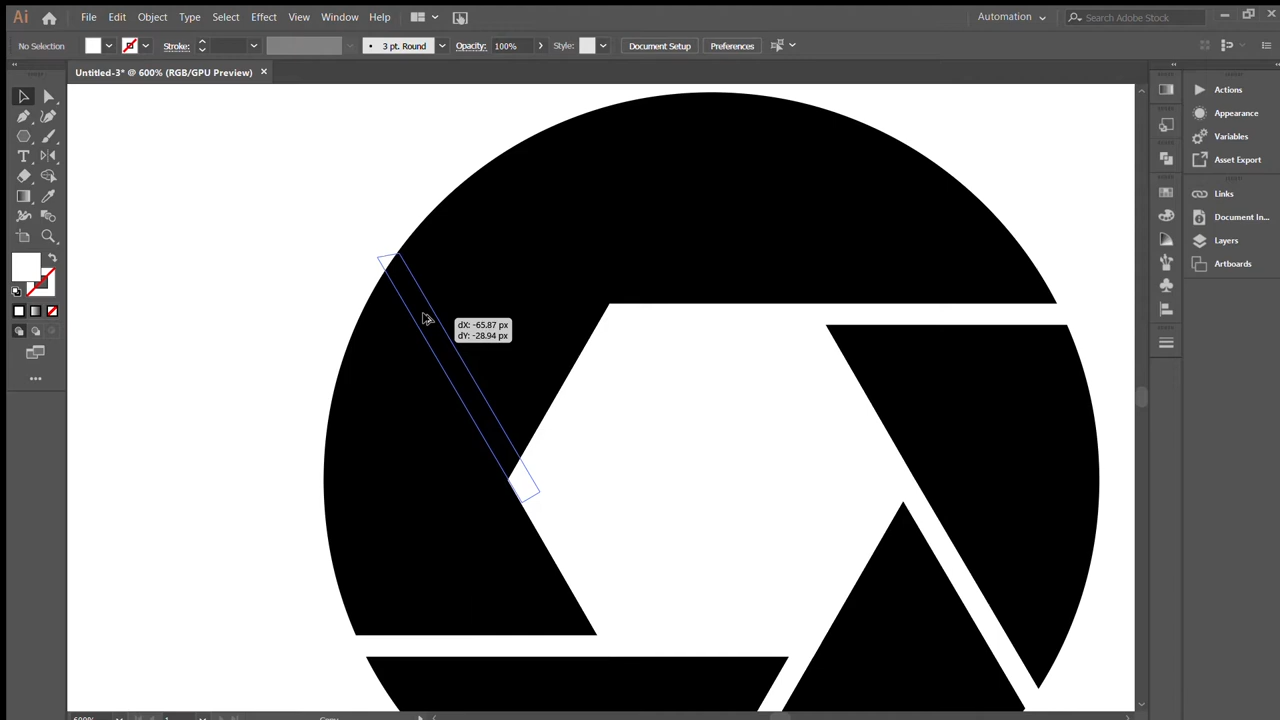 Ai File Edit Object Type Select Effect View Window Help Automation Search Adobe Stock
No Selection Stroke: 3 pt. Round Opacity: 100% Style: Document Setup Preferences
Untitled-3* @ 600% (RGB/GPU Preview)
Actions
Appearance
Variables
Asset Export
Links
Document In...
Layers
Artboards
dX: -65.87 px
dY: -28.94 px
600% 1 Copy